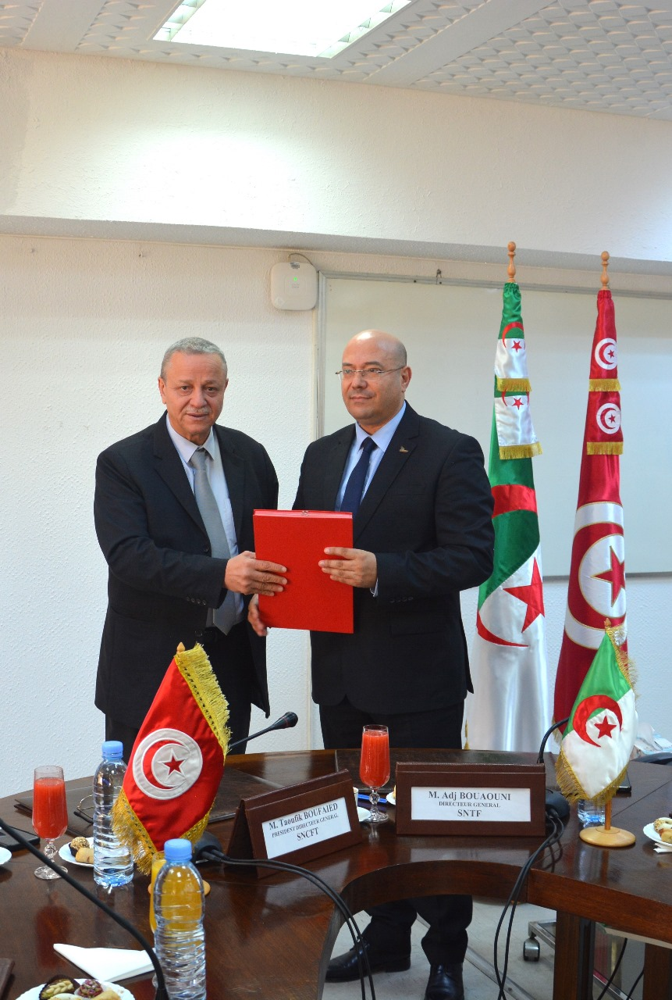 M. Taoufik BOUFAIED
PRESIDENT DIRECTEUR GENERAL
SNCFT
M. Adj BOUAOUNI
DIRECTEUR GENERAL
SNTF